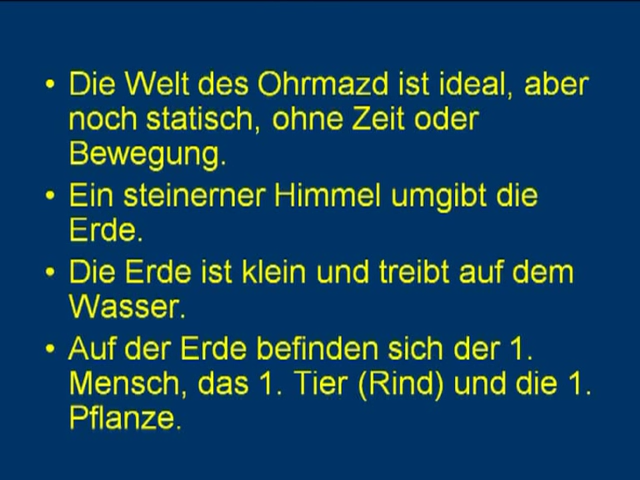 • Die Welt des Ohrmazd ist ideal, aber
noch statisch, ohne Zeit oder
Bewegung.
• Ein steinerner Himmel umgibt die
Erde.
• Die Erde ist klein und treibt auf dem
Wasser.
• Auf der Erde befinden sich der 1.
Mensch, das 1. Tier (Rind) und die 1.
Pflanze.